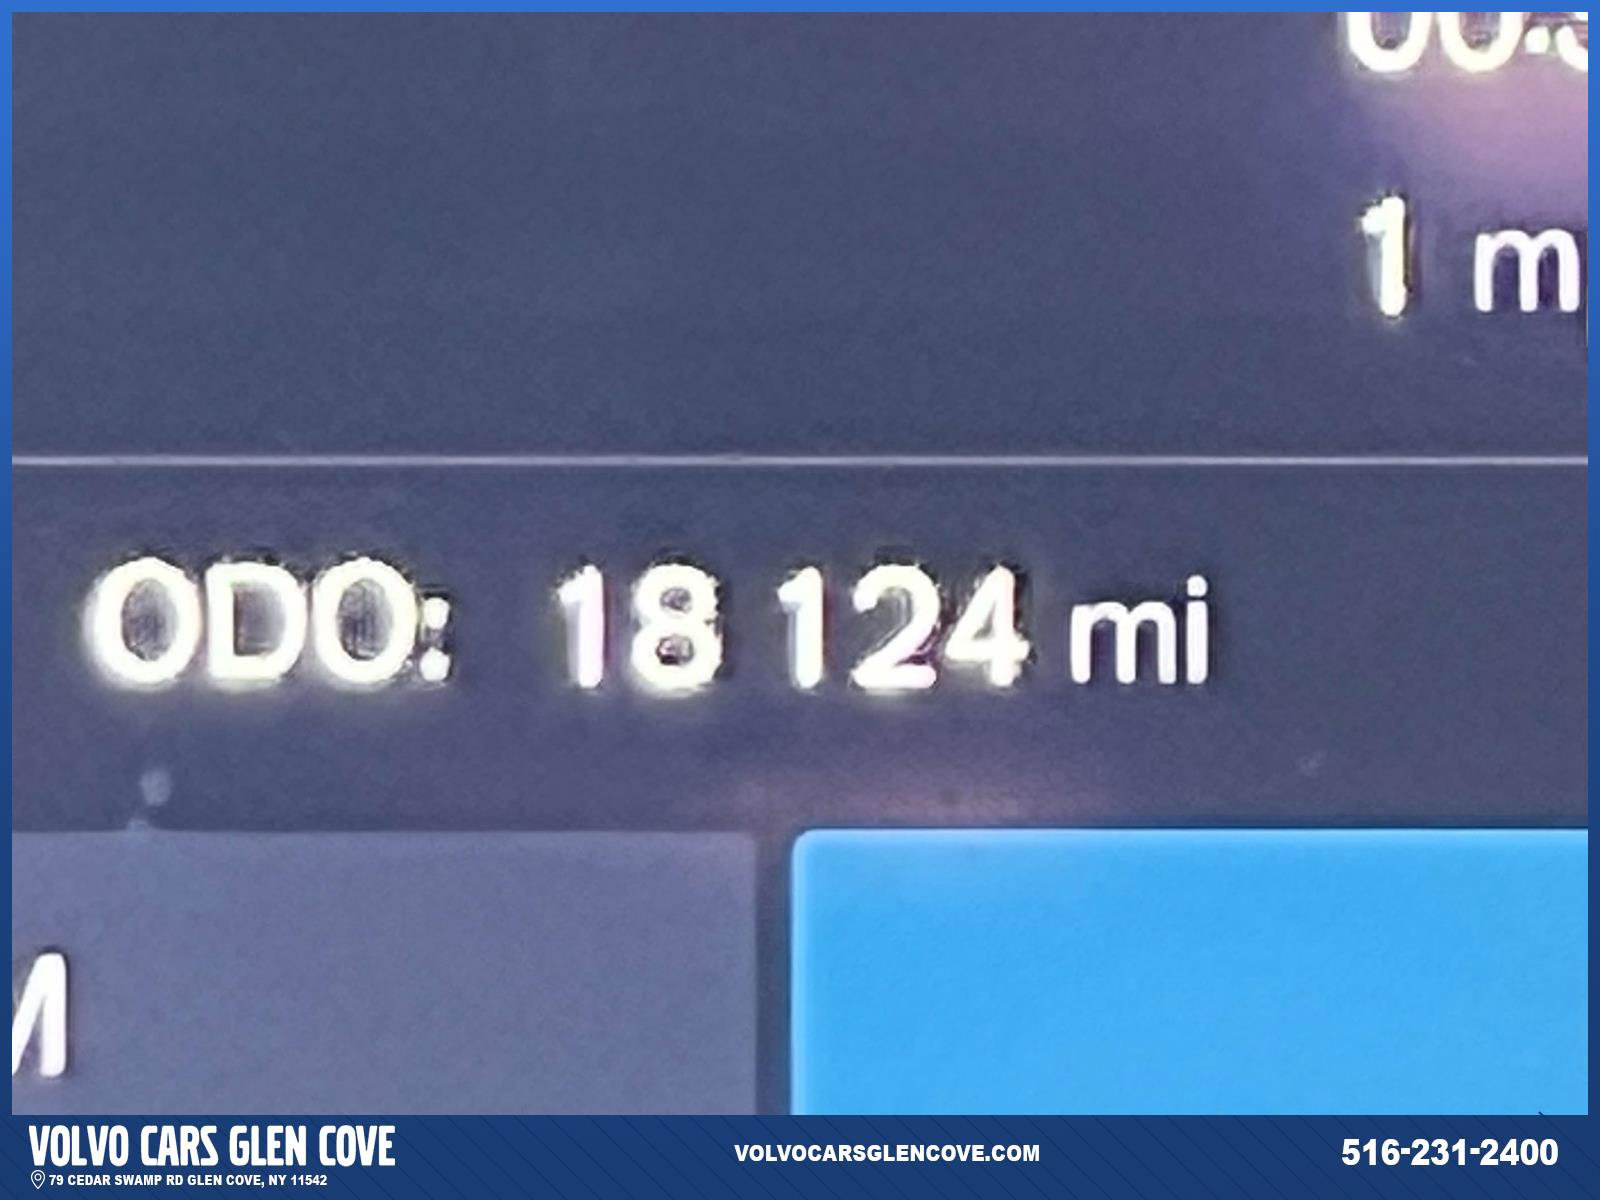 1
ODO: 18 124 mi
VOLVO CARS GLEN COVE
79 CEDAR SWAMP RD GLEN COVE, NY 11542
VOLVOCARSGLENCOVE.COM
516-231-2400